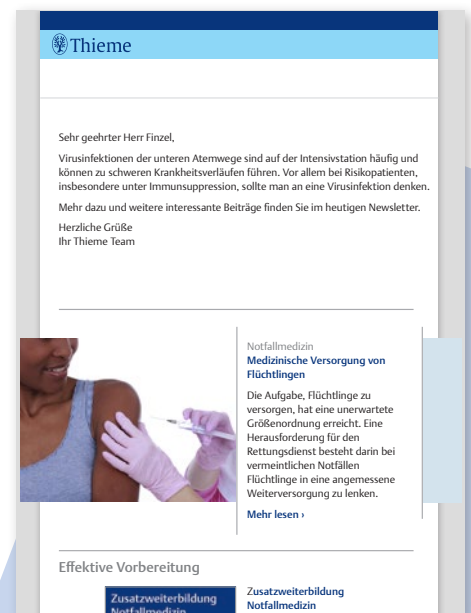 Thieme
Sehr geehrter Herr Finzel,
Virusinfektionen der unteren Atemwege sind auf der Intensivstation häufig und
können zu schweren Krankheitsverläufen führen. Vor allem bei Risikopatienten,
insbesondere unter Immunsuppression, sollte man an eine Virusinfektion denken.
Mehr dazu und weitere interessante Beiträge finden Sie im heutigen Newsletter.
Herzliche Grüße
Ihr Thieme Team
Notfallmedizin
Medizinische Versorgung von
Flüchtlingen
Die Aufgabe, Flüchtlinge zu
versorgen, hat eine unerwartete
Größenordnung erreicht. Eine
Herausforderung für den
Rettungsdienst besteht darin bei
vermeintlichen Notfällen
Flüchtlinge in eine angemessene
Weiterversorgung zu lenken.
Mehr lesen ›
Effektive Vorbereitung
Zusatzweiterbildung
Notfallmedizin
Zusatzweiterbildung
Notfallmedizin